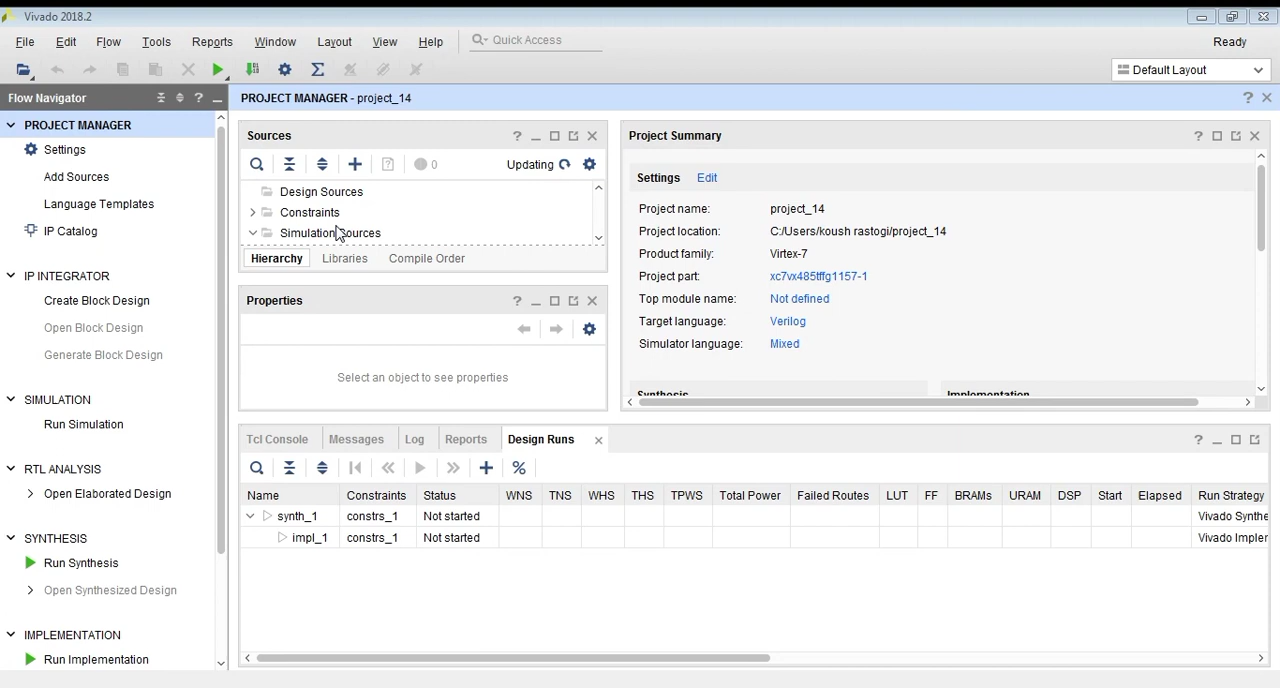 Vivado 2018.2
File Edit Flow Tools Reports Window Layout View Help Quick Access Ready
Default Layout
Flow Navigator
PROJECT MANAGER - project_14
PROJECT MANAGER
Settings
Add Sources
Language Templates
IP Catalog
IP INTEGRATOR
Create Block Design
Open Block Design
Generate Block Design
SIMULATION
Run Simulation
RTL ANALYSIS
Open Elaborated Design
SYNTHESIS
Run Synthesis
Open Synthesized Design
IMPLEMENTATION
Run Implementation
Sources
0 Updating
Design Sources
Constraints
Simulation Sources
Hierarchy Libraries Compile Order
Properties
Select an object to see properties
Project Summary
Settings Edit
Project name: project_14
Project location: C:/Users/koush rastogi/project_14
Product family: Virtex-7
Project part: xc7vx485tffg1157-1
Top module name: Not defined
Target language: Verilog
Simulator language: Mixed
Synthesis Implementation
Tcl Console Messages Log Reports Design Runs
Name Constraints Status WNS TNS WHS THS TPWS Total Power Failed Routes LUT FF BRAMs URAM DSP Start Elapsed Run Strategy
synth_1 constrs_1 Not started Vivado Synthe
impl_1 constrs_1 Not started Vivado Impler